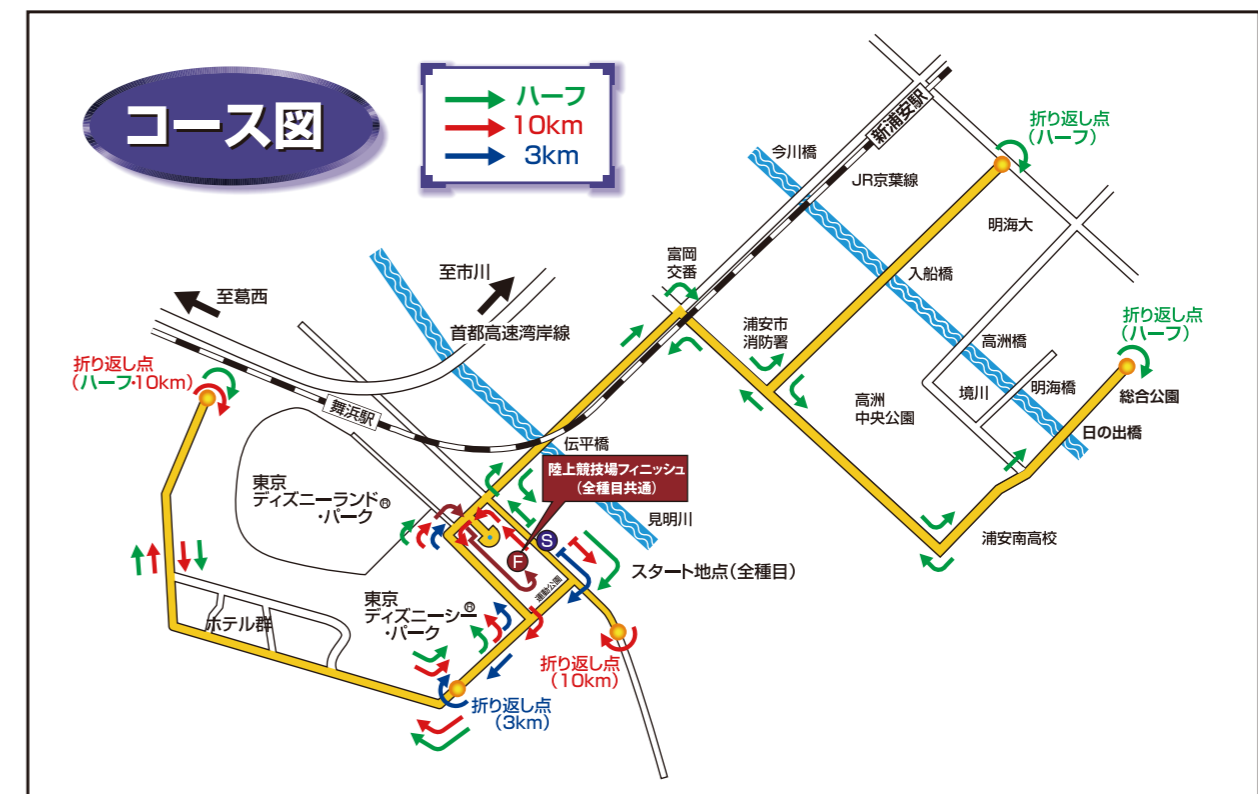 コース図
ハーフ
10km
3km
新浦安駅
折り返し点
(ハーフ)
今川橋
JR京葉線
明海大
富岡
交番
入船橋
至市川
至葛西
首都高速湾岸線
浦安市
消防署
高洲橋
折り返し点
(ハーフ)
折り返し点
(ハーフ・10km)
舞浜駅
高洲
中央公園
境川
明海橋
総合公園
日の出橋
伝平橋
陸上競技場フィニッシュ
(全種目共通)
東京
ディズニーランド®
・パーク
見明川
浦安南高校
S
F
スタート地点(全種目)
運動公園
東京
ディズニーシー®
・パーク
ホテル群
折り返し点
(10km)
折り返し点
(3km)